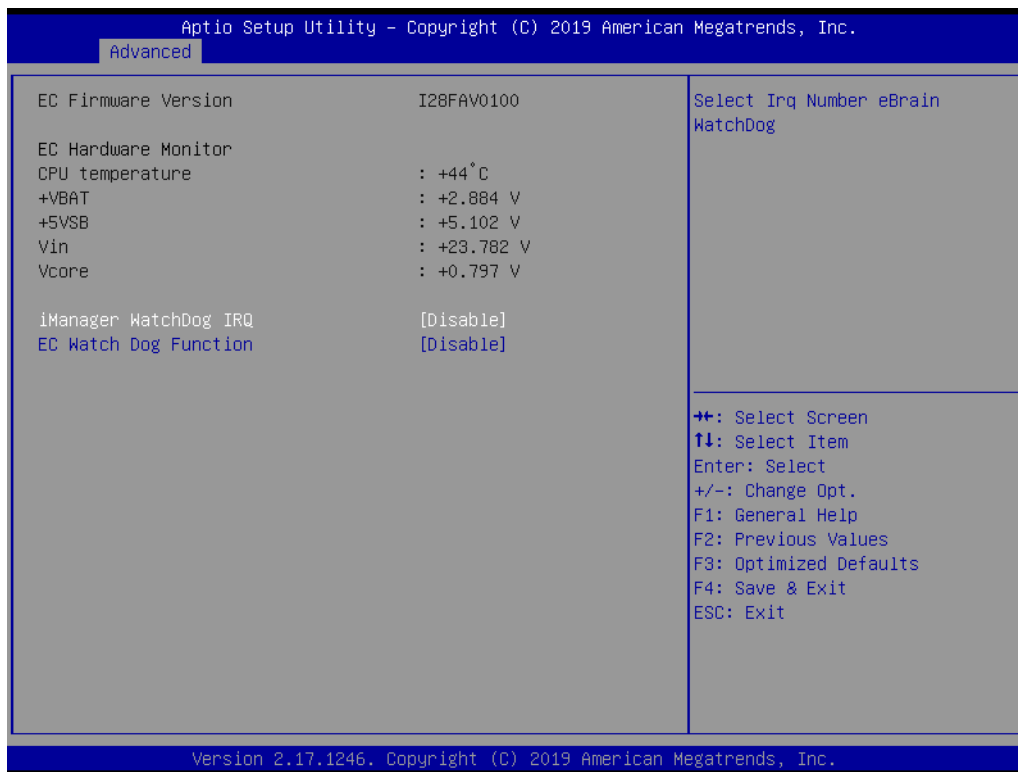 Aptio Setup Utility – Copyright (C) 2019 American Megatrends, Inc.
Advanced
EC Firmware Version I28FAV0100
EC Hardware Monitor
CPU temperature : +44°C
+VBAT : +2.884 V
+5VSB : +5.102 V
Vin : +23.782 V
Vcore : +0.797 V
iManager WatchDog IRQ [Disable]
EC Watch Dog Function [Disable]
Select Irq Number eBrain
WatchDog
→←: Select Screen
↑↓: Select Item
Enter: Select
+/-: Change Opt.
F1: General Help
F2: Previous Values
F3: Optimized Defaults
F4: Save & Exit
ESC: Exit
Version 2.17.1246. Copyright (C) 2019 American Megatrends, Inc.